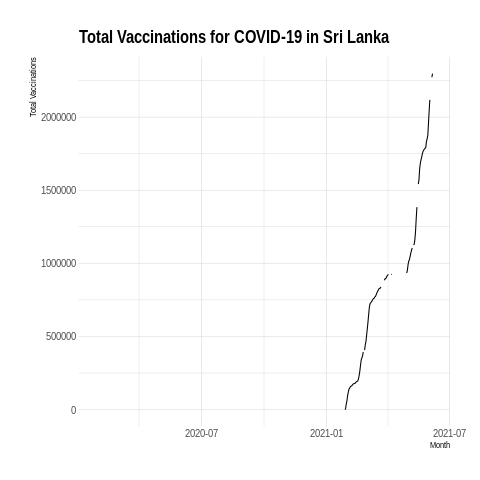 Total Vaccinations for COVID-19 in Sri Lanka
Total Vaccinations
2000000
1500000
1000000
500000
0
2020-07 2021-01 2021-07
Month